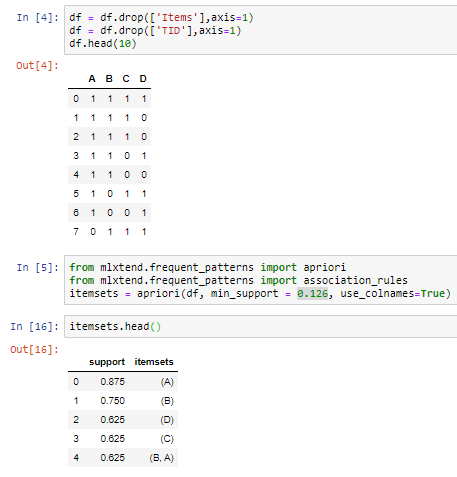 In [4]: df = df.drop(['Items'],axis=1)
df = df.drop(['TID'],axis=1)
df.head(10)
Out[4]:
A B C D
0 1 1 1 1
1 1 1 1 0
2 1 1 1 0
3 1 1 0 1
4 1 1 0 0
5 1 0 1 1
6 1 0 0 1
7 0 1 1 1
In [5]: from mlxtend.frequent_patterns import apriori
from mlxtend.frequent_patterns import association_rules
itemsets = apriori(df, min_support = 0.126, use_colnames=True)
In [16]: itemsets.head()
Out[16]:
support itemsets
0 0.875 (A)
1 0.750 (B)
2 0.625 (D)
3 0.625 (C)
4 0.625 (B, A)